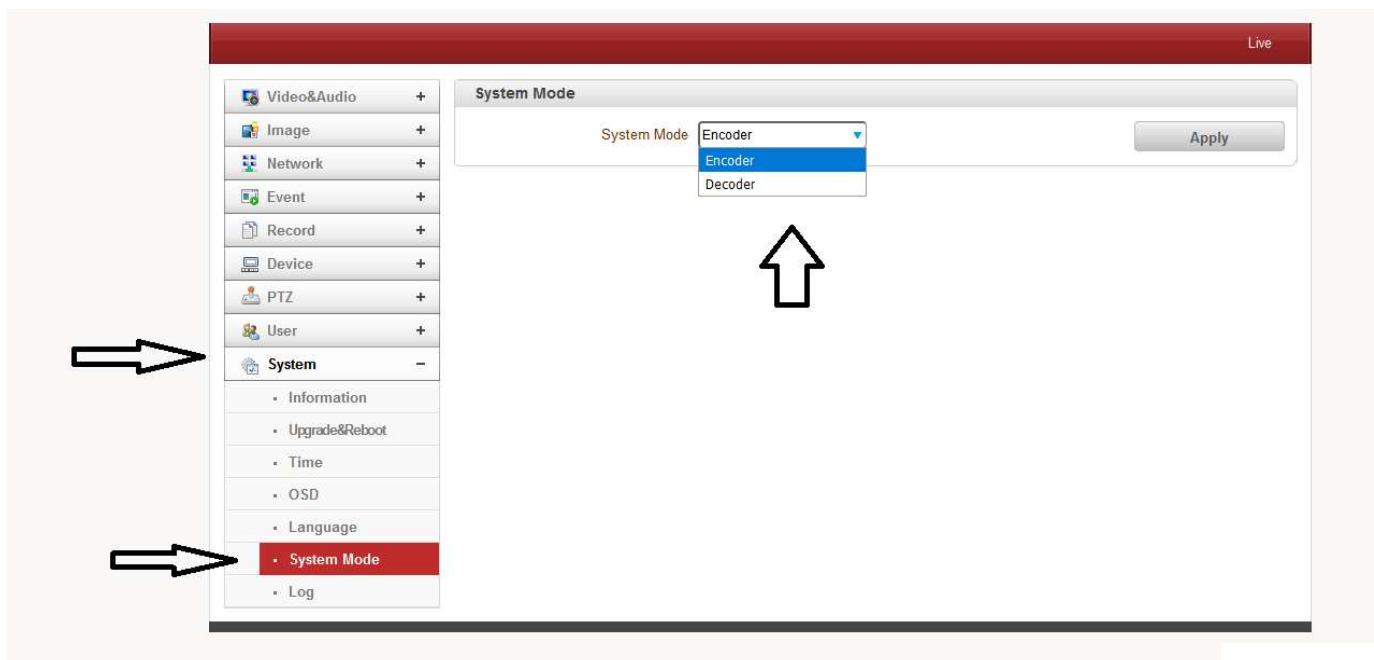 Live
Video&Audio +
Image +
Network +
Event +
Record +
Device +
PTZ +
User +
System −
▪ Information
▪ Upgrade&Reboot
▪ Time
▪ OSD
▪ Language
▪ System Mode
▪ Log
System Mode
System Mode Encoder
Encoder
Decoder
Apply